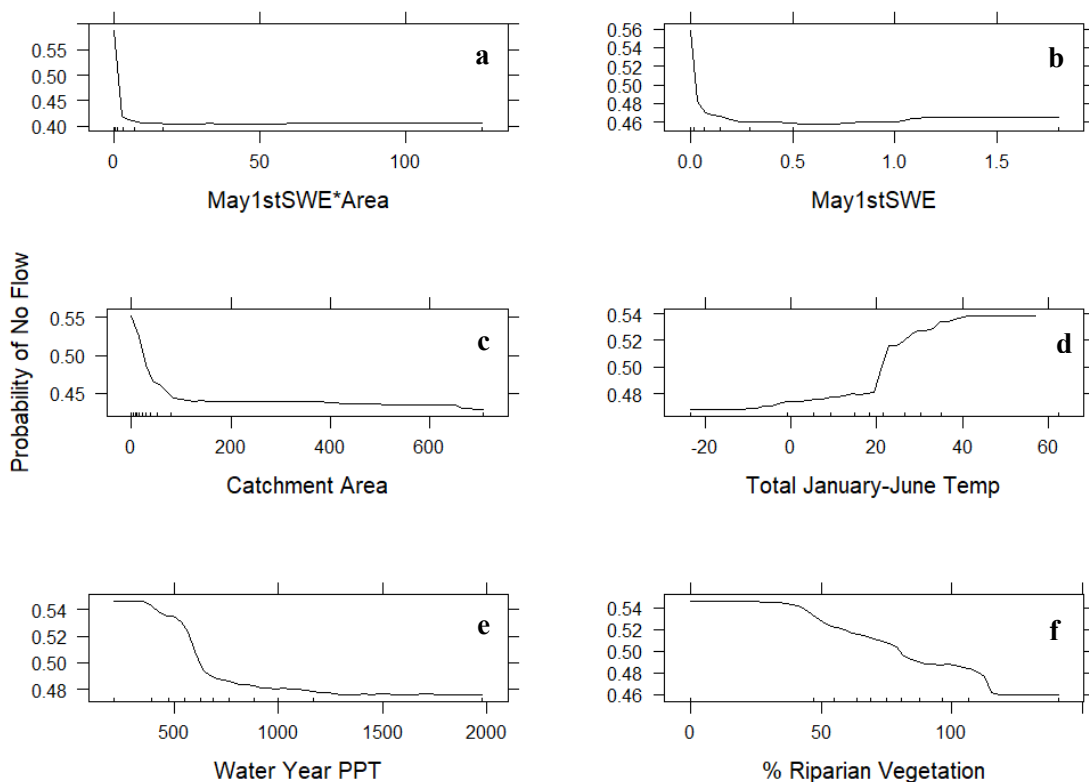 0.55
0.50
0.45
0.40
a
0 50 100
May1stSWE*Area
0.56
0.54
0.52
0.50
0.48
0.46
b
0.0 0.5 1.0 1.5
May1stSWE
Probability of No Flow
0.55
0.50
0.45
c
0 200 400 600
Catchment Area
0.54
0.52
0.50
0.48
d
-20 0 20 40 60
Total January-June Temp
0.54
0.52
0.50
0.48
e
500 1000 1500 2000
Water Year PPT
0.54
0.52
0.50
0.48
0.46
f
0 50 100
% Riparian Vegetation